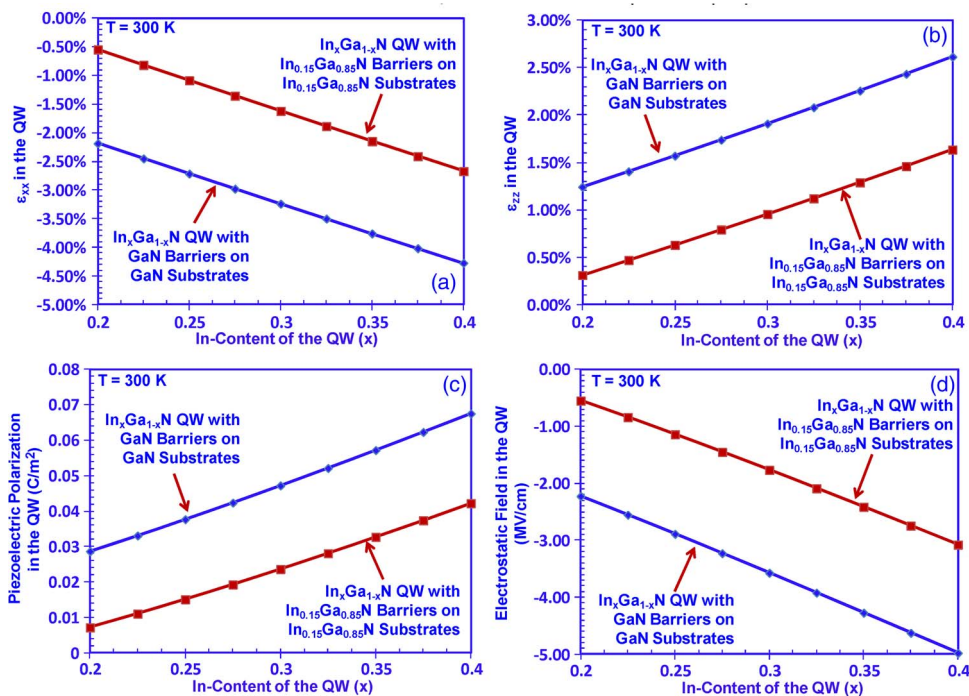 0.00%
-0.50%
-1.00%
-1.50%
-2.00%
-2.50%
-3.00%
-3.50%
-4.00%
-4.50%
-5.00%
εxx in the QW
T = 300 K
InxGa1-xN QW with
In0.15Ga0.85N Barriers on
In0.15Ga0.85N Substrates
InxGa1-xN QW with
GaN Barriers on
GaN Substrates
(a)
0.2
0.25
0.3
0.35
0.4
In-Content of the QW (x)
3.00%
2.50%
2.00%
1.50%
1.00%
0.50%
0.00%
εzz in the QW
T = 300 K
(b)
InxGa1-xN QW with
GaN Barriers on
GaN Substrates
InxGa1-xN QW with
In0.15Ga0.85N Barriers on
In0.15Ga0.85N Substrates
0.2
0.25
0.3
0.35
0.4
In-Content of the QW (x)
0.08
0.07
0.06
0.05
0.04
0.03
0.02
0.01
0
Piezoelectric Polarization
in the QW (C/m²)
T = 300 K
(c)
InxGa1-xN QW with
GaN Barriers on
GaN Substrates
InxGa1-xN QW with
In0.15Ga0.85N Barriers on
In0.15Ga0.85N Substrates
0.2
0.25
0.3
0.35
0.4
In-Content of the QW (x)
0.00
-1.00
-2.00
-3.00
-4.00
-5.00
Electrostatic Field in the QW
(MV/cm)
T = 300 K
(d)
InxGa1-xN QW with
In0.15Ga0.85N Barriers on
In0.15Ga0.85N Substrates
InxGa1-xN QW with
GaN Barriers on
GaN Substrates
0.2
0.25
0.3
0.35
0.4
In-Content of the QW (x)